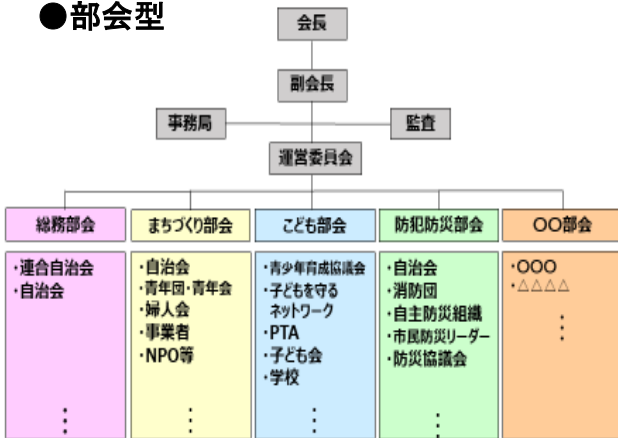 ●部会型
会長
副会長
事務局
監査
運営委員会
総務部会
まちづくり部会
こども部会
防犯防災部会
〇〇部会
・連合自治会
・自治会
・自治会
・青年団・青年会
・婦人会
・事業者
・NPO等
・青少年育成協議会
・子どもを守る
ネットワーク
・PTA
・子ども会
・学校
・自治会
・消防団
・自主防災組織
・市民防災リーダー
・防災協議会
・〇〇〇
・△△△△